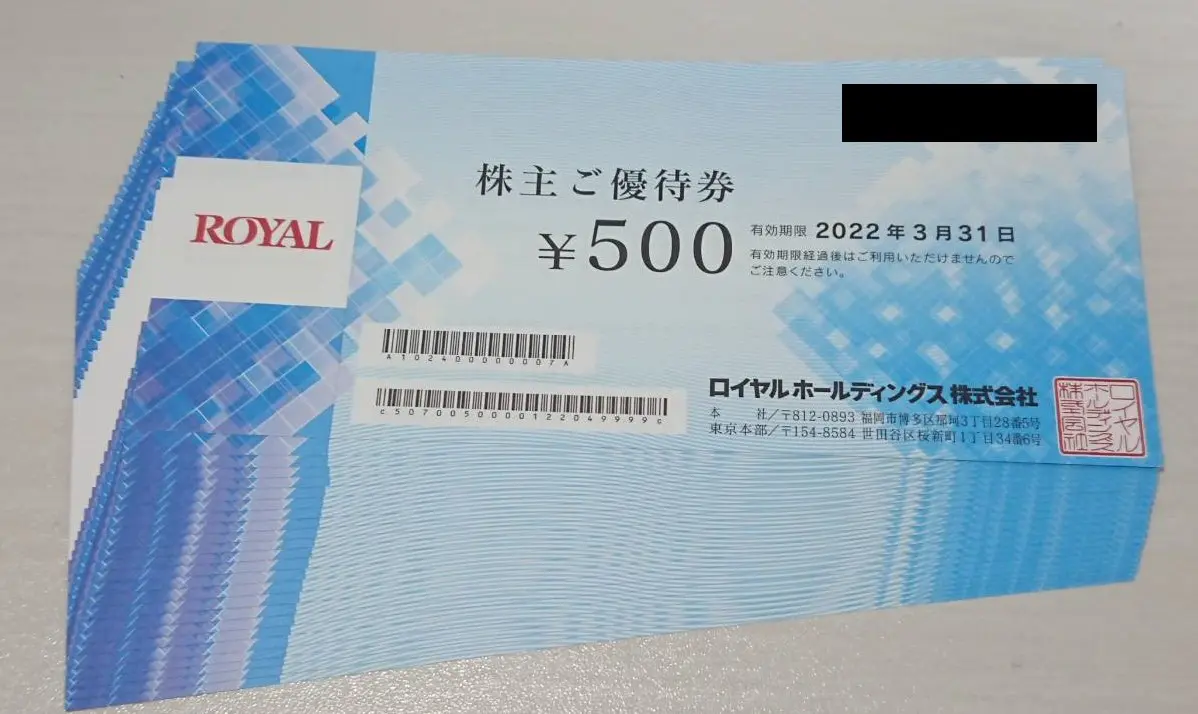 ROYAL
株主ご優待券
¥500
有効期限 2022年3月31日
有効期限経過後はご利用いただけませんので
ご注意ください。
A10240000000007A
c5070050000122049999c
ロイヤルホールディングス株式会社
本 社／〒812-0893 福岡市博多区那珂3丁目28番5号
東京本部／〒154-8584 世田谷区桜新町1丁目34番6号